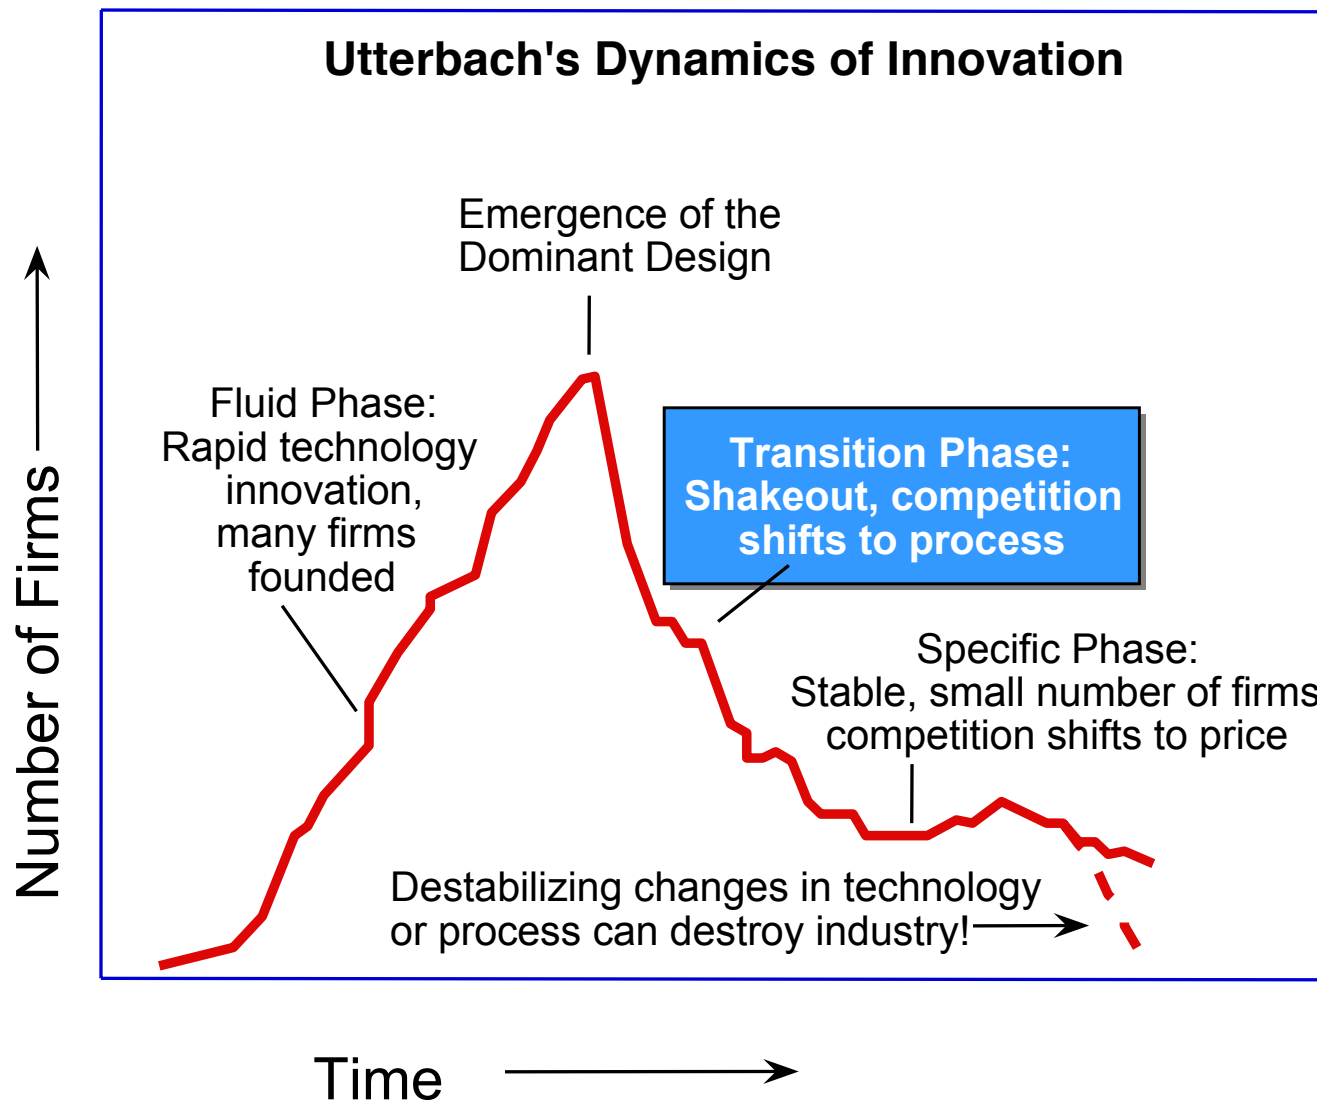 Utterbach's Dynamics of Innovation
Emergence of the
Dominant Design
Fluid Phase:
Rapid technology
innovation,
many firms
founded
Transition Phase:
Shakeout, competition
shifts to process
Specific Phase:
Stable, small number of firms
competition shifts to price
Destabilizing changes in technology
or process can destroy industry!
Number of Firms
Time